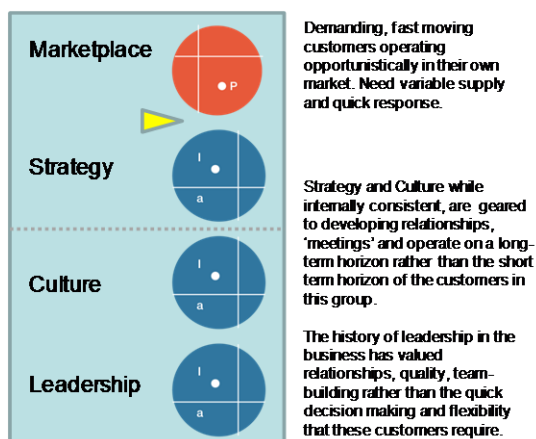 Marketplace
P
Demanding, fast moving
customers operating
opportunistically in their own
market. Need variable supply
and quick response.
Strategy
I
a
Strategy and Culture while
internally consistent, are geared
to developing relationships,
'meetings' and operate on a long-
term horizon rather than the short
term horizon of the customers in
this group.
Culture
I
a
Leadership
I
a
The history of leadership in the
business has valued
relationships, quality, team-
building rather than the quick
decision making and flexibility
that these customers require.